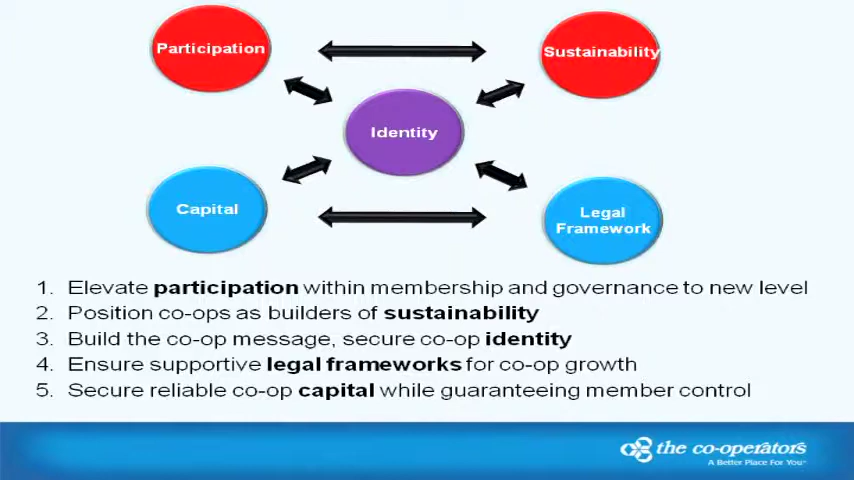 Participation
Sustainability
Identity
Capital
Legal
Framework
1. Elevate participation within membership and governance to new level
2. Position co-ops as builders of sustainability
3. Build the co-op message, secure co-op identity
4. Ensure supportive legal frameworks for co-op growth
5. Secure reliable co-op capital while guaranteeing member control
the co-operators
A Better Place For You™